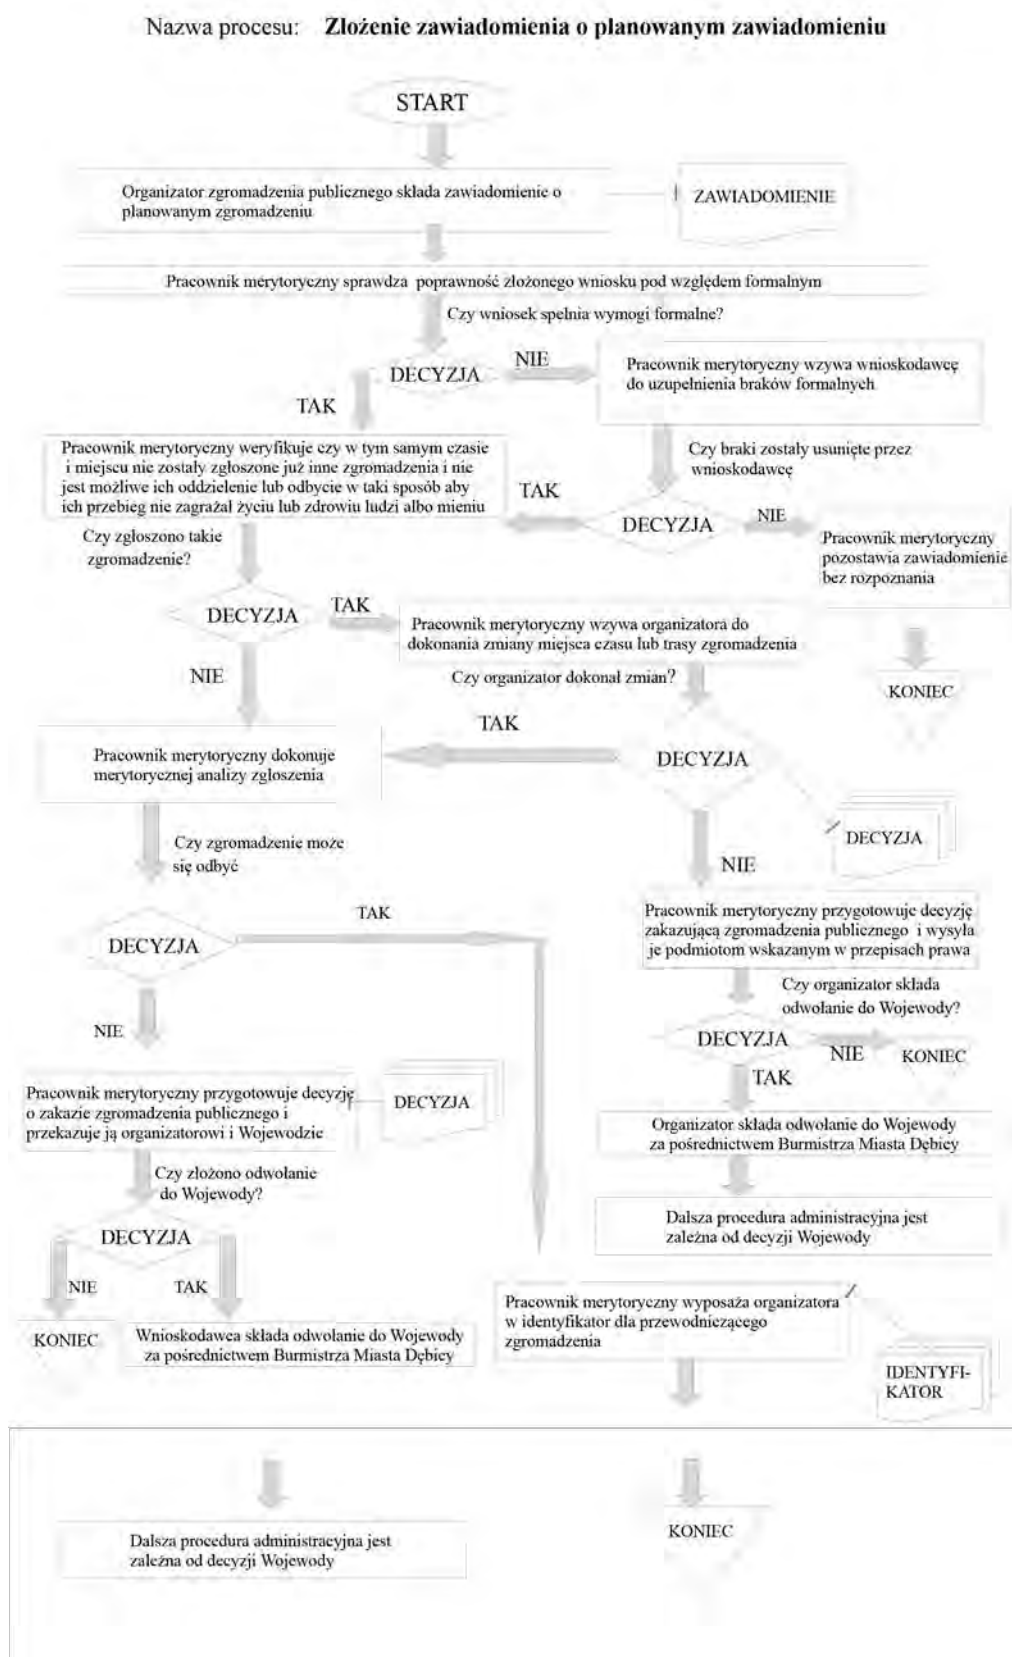 Nazwa procesu: Złożenie zawiadomienia o planowanym zawiadomieniu
START
Organizator zgromadzenia publicznego składa zawiadomienie o
planowanym zgromadzeniu
ZAWIADOMIENIE
Pracownik merytoryczny sprawdza poprawność złożonego wniosku pod względem formalnym
Czy wniosek spełnia wymogi formalne?
DECYZJA
NIE
Pracownik merytoryczny wzywa wnioskodawcę
do uzupełnienia braków formalnych
TAK
Pracownik merytoryczny weryfikuje czy w tym samym czasie
i miejscu nie zostały zgłoszone już inne zgromadzenia i nie
jest możliwe ich oddzielenie lub odbycie w taki sposób aby
ich przebieg nie zagrażał życiu lub zdrowiu ludzi albo mieniu
Czy braki zostały usunięte przez
wnioskodawcę
TAK
DECYZJA
NIE
Pracownik merytoryczny
pozostawia zawiadomienie
bez rozpoznania
KONIEC
Czy zgłoszono takie
zgromadzenie?
DECYZJA
TAK
Pracownik merytoryczny wzywa organizatora do
dokonania zmiany miejsca czasu lub trasy zgromadzenia
NIE
Czy organizator dokonał zmian?
TAK
DECYZJA
Pracownik merytoryczny dokonuje
merytorycznej analizy zgłoszenia
DECYZJA
NIE
Czy zgromadzenie może
się odbyć
Pracownik merytoryczny przygotowuje decyzję
zakazującą zgromadzenia publicznego i wysyła
je podmiotom wskazanym w przepisach prawa
TAK
DECYZJA
Czy organizator składa
odwołanie do Wojewody?
NIE
DECYZJA
NIE
KONIEC
TAK
Pracownik merytoryczny przygotowuje decyzję
o zakazie zgromadzenia publicznego i
przekazuje ją organizatorowi i Wojewodzie
DECYZJA
Organizator składa odwołanie do Wojewody
za pośrednictwem Burmistrza Miasta Dębicy
Czy złożono odwołanie
do Wojewody?
Dalsza procedura administracyjna jest
zależna od decyzji Wojewody
DECYZJA
NIE
TAK
KONIEC
Wnioskodawca składa odwołanie do Wojewody
za pośrednictwem Burmistrza Miasta Dębicy
Pracownik merytoryczny wyposaża organizatora
w identyfikator dla przewodniczącego
zgromadzenia
IDENTYFI-
KATOR
Dalsza procedura administracyjna jest
zależna od decyzji Wojewody
KONIEC